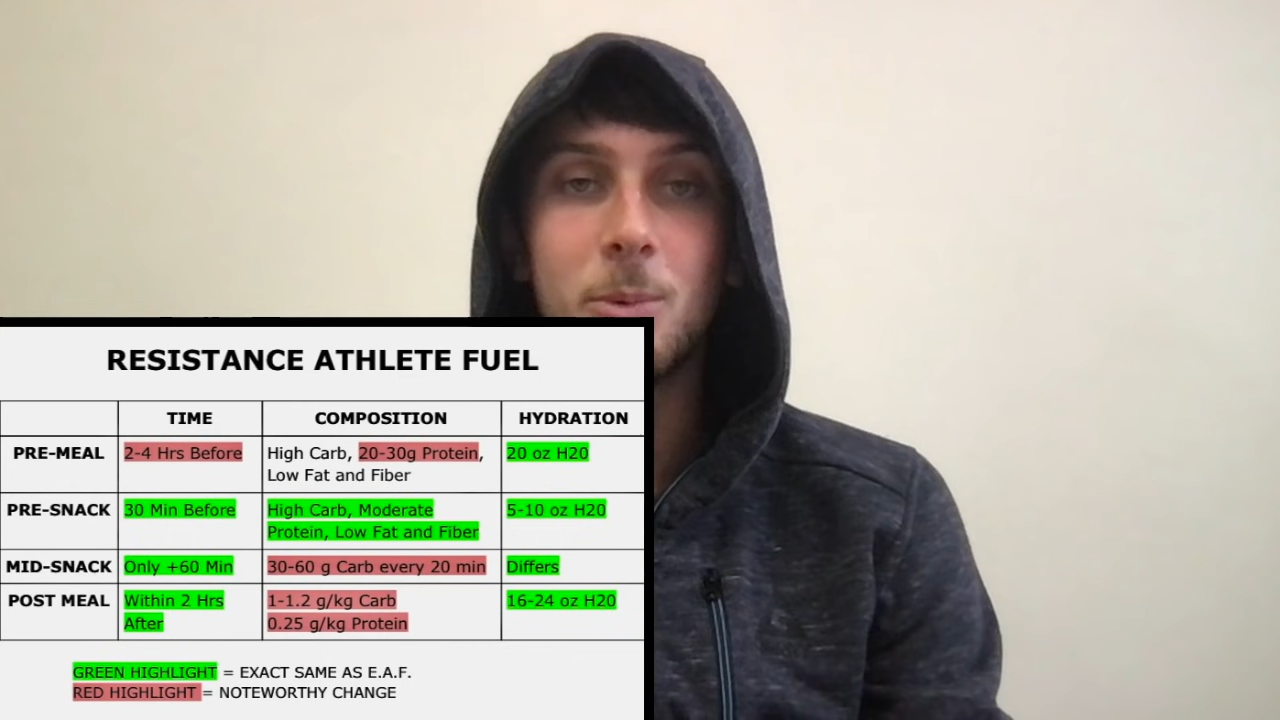 RESISTANCE ATHLETE FUEL
TIME COMPOSITION HYDRATION
PRE-MEAL 2-4 Hrs Before High Carb, 20-30g Protein, 20 oz H20
Low Fat and Fiber
PRE-SNACK 30 Min Before High Carb, Moderate 5-10 oz H20
Protein, Low Fat and Fiber
MID-SNACK Only +60 Min 30-60 g Carb every 20 min Differs
POST MEAL Within 2 Hrs 1-1.2 g/kg Carb 16-24 oz H20
After 0.25 g/kg Protein
GREEN HIGHLIGHT = EXACT SAME AS E.A.F.
RED HIGHLIGHT = NOTEWORTHY CHANGE